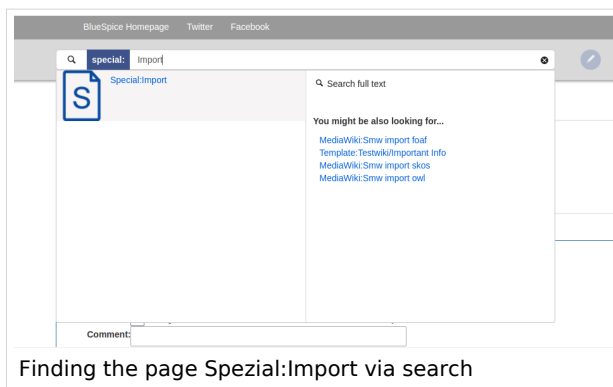 BlueSpice Homepage Twitter Facebook
special: Import
S
Special:Import
Search full text
You might be also looking for...
MediaWiki:Smw import foaf
Template:Testwiki/Important Info
MediaWiki:Smw import skos
MediaWiki:Smw import owl
Comment:
Finding the page Spezial:Import via search